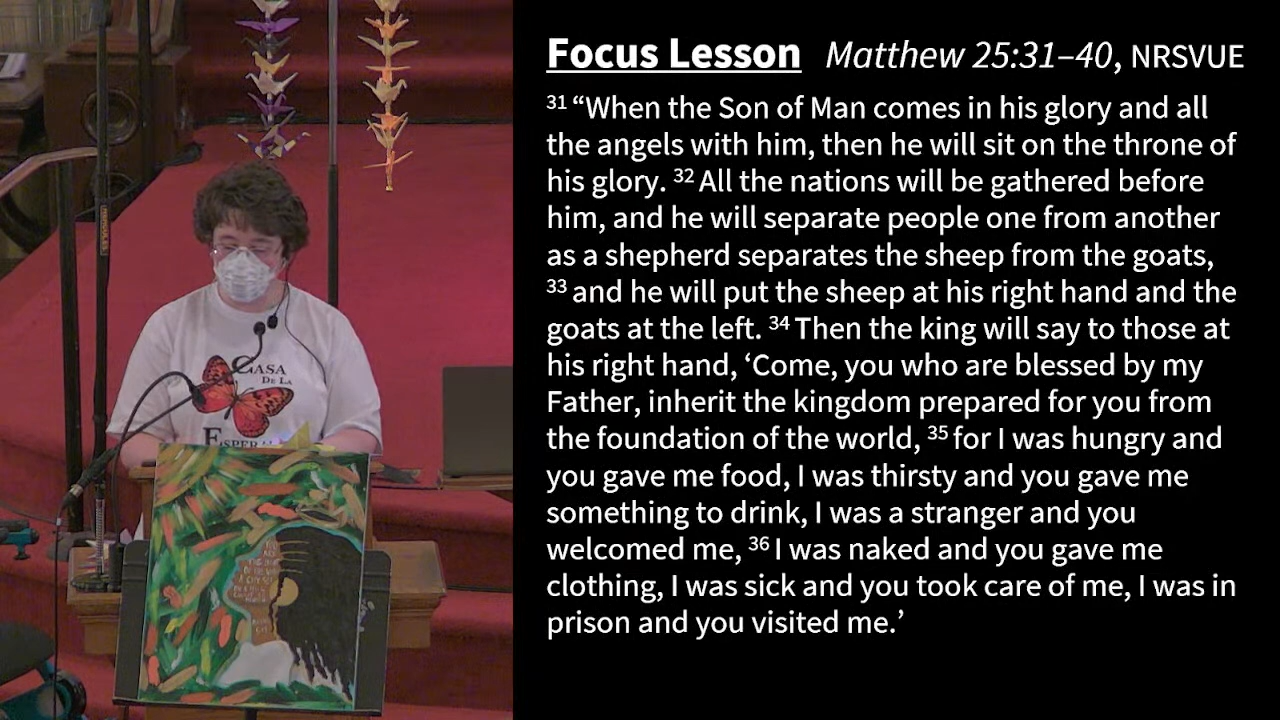 Focus Lesson Matthew 25:31–40, NRSVUE
31 “When the Son of Man comes in his glory and all
the angels with him, then he will sit on the throne of
his glory. 32 All the nations will be gathered before
him, and he will separate people one from another
as a shepherd separates the sheep from the goats,
33 and he will put the sheep at his right hand and the
goats at the left. 34 Then the king will say to those at
his right hand, ‘Come, you who are blessed by my
Father, inherit the kingdom prepared for you from
the foundation of the world, 35 for I was hungry and
you gave me food, I was thirsty and you gave me
something to drink, I was a stranger and you
welcomed me, 36 I was naked and you gave me
clothing, I was sick and you took care of me, I was in
prison and you visited me.’
CASA
DE LA